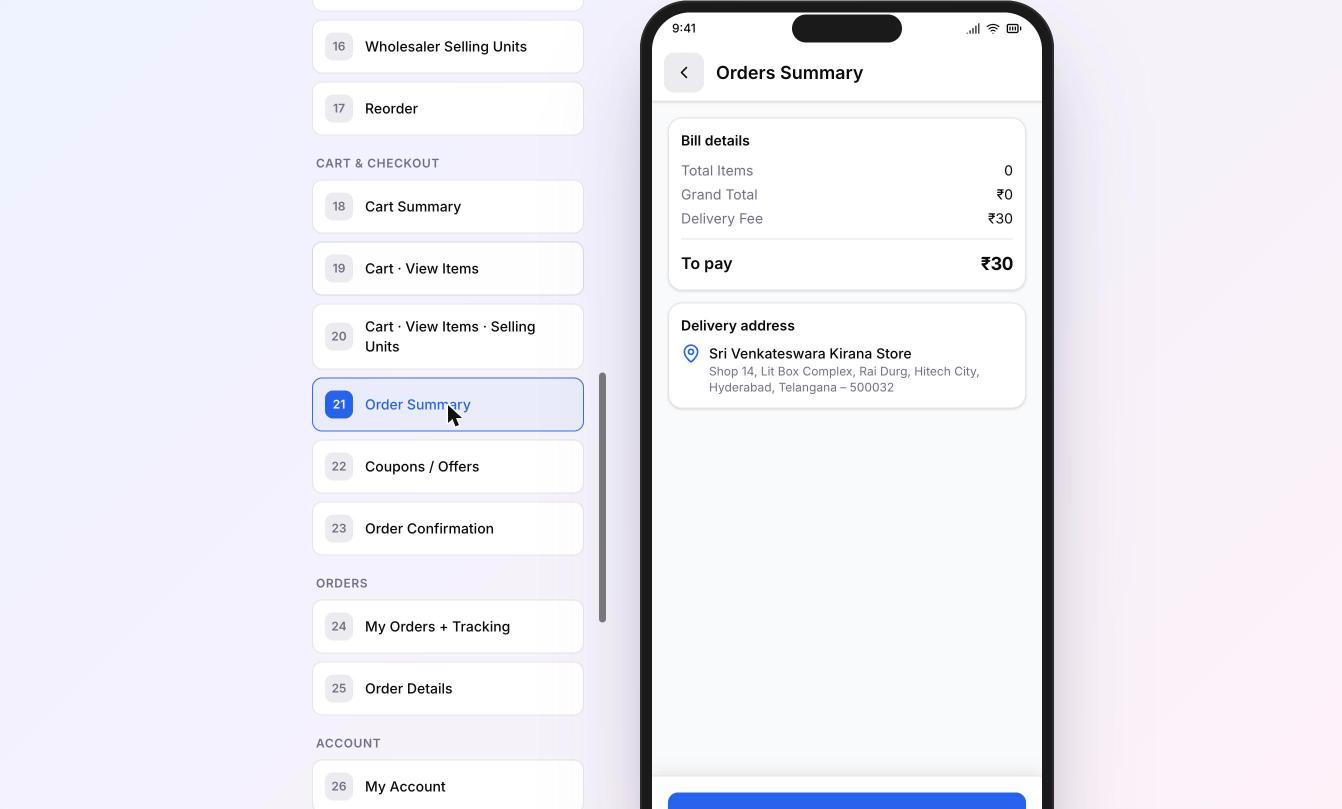 16 Wholesaler Selling Units
17 Reorder
CART & CHECKOUT
18 Cart Summary
19 Cart · View Items
20 Cart · View Items · Selling
Units
21 Order Summary
22 Coupons / Offers
23 Order Confirmation
ORDERS
24 My Orders + Tracking
25 Order Details
ACCOUNT
26 My Account
9:41
Orders Summary
Bill details
Total Items 0
Grand Total ₹0
Delivery Fee ₹30
To pay ₹30
Delivery address
Sri Venkateswara Kirana Store
Shop 14, Lit Box Complex, Rai Durg, Hitech City,
Hyderabad, Telangana – 500032